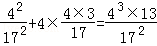 4²/17² + 4 × (4×3)/17 = (4³×13)/17²